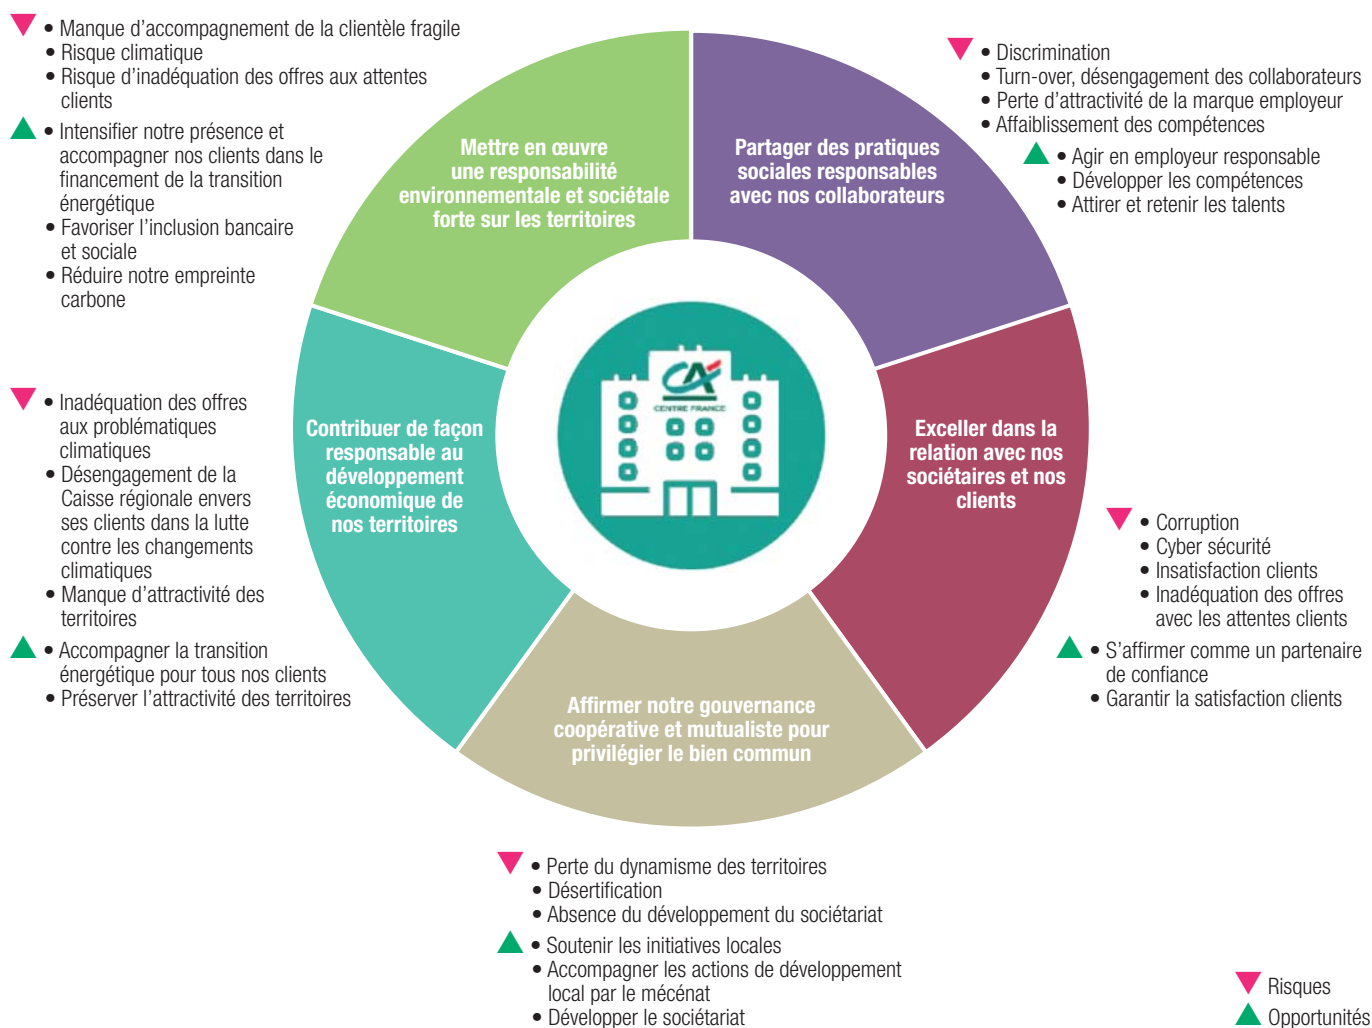 • Manque d’accompagnement de la clientèle fragile
• Risque climatique
• Risque d’inadéquation des offres aux attentes
clients
• Intensifier notre présence et
accompagner nos clients dans le
financement de la transition
énergétique
• Favoriser l’inclusion bancaire
et sociale
• Réduire notre empreinte
carbone
Mettre en œuvre
une responsabilité
environnementale et sociétale
forte sur les territoires
Partager des pratiques
sociales responsables
avec nos collaborateurs
• Discrimination
• Turn-over, désengagement des collaborateurs
• Perte d’attractivité de la marque employeur
• Affaiblissement des compétences
• Agir en employeur responsable
• Développer les compétences
• Attirer et retenir les talents
• Inadéquation des offres
aux problématiques
climatiques
• Désengagement de la
Caisse régionale envers
ses clients dans la lutte
contre les changements
climatiques
• Manque d’attractivité des
territoires
• Accompagner la transition
énergétique pour tous nos clients
• Préserver l’attractivité des territoires
Contribuer de façon
responsable au
développement
économique de
nos territoires
CA
CENTRE FRANCE
Exceller dans la
relation avec nos
sociétaires et nos
clients
• Corruption
• Cyber sécurité
• Insatisfaction clients
• Inadéquation des offres
avec les attentes clients
• S’affirmer comme un partenaire
de confiance
• Garantir la satisfaction clients
Affirmer notre gouvernance
coopérative et mutualiste pour
privilégier le bien commun
• Perte du dynamisme des territoires
• Désertification
• Absence du développement du sociétariat
• Soutenir les initiatives locales
• Accompagner les actions de développement
local par le mécénat
• Développer le sociétariat
Risques
Opportunités